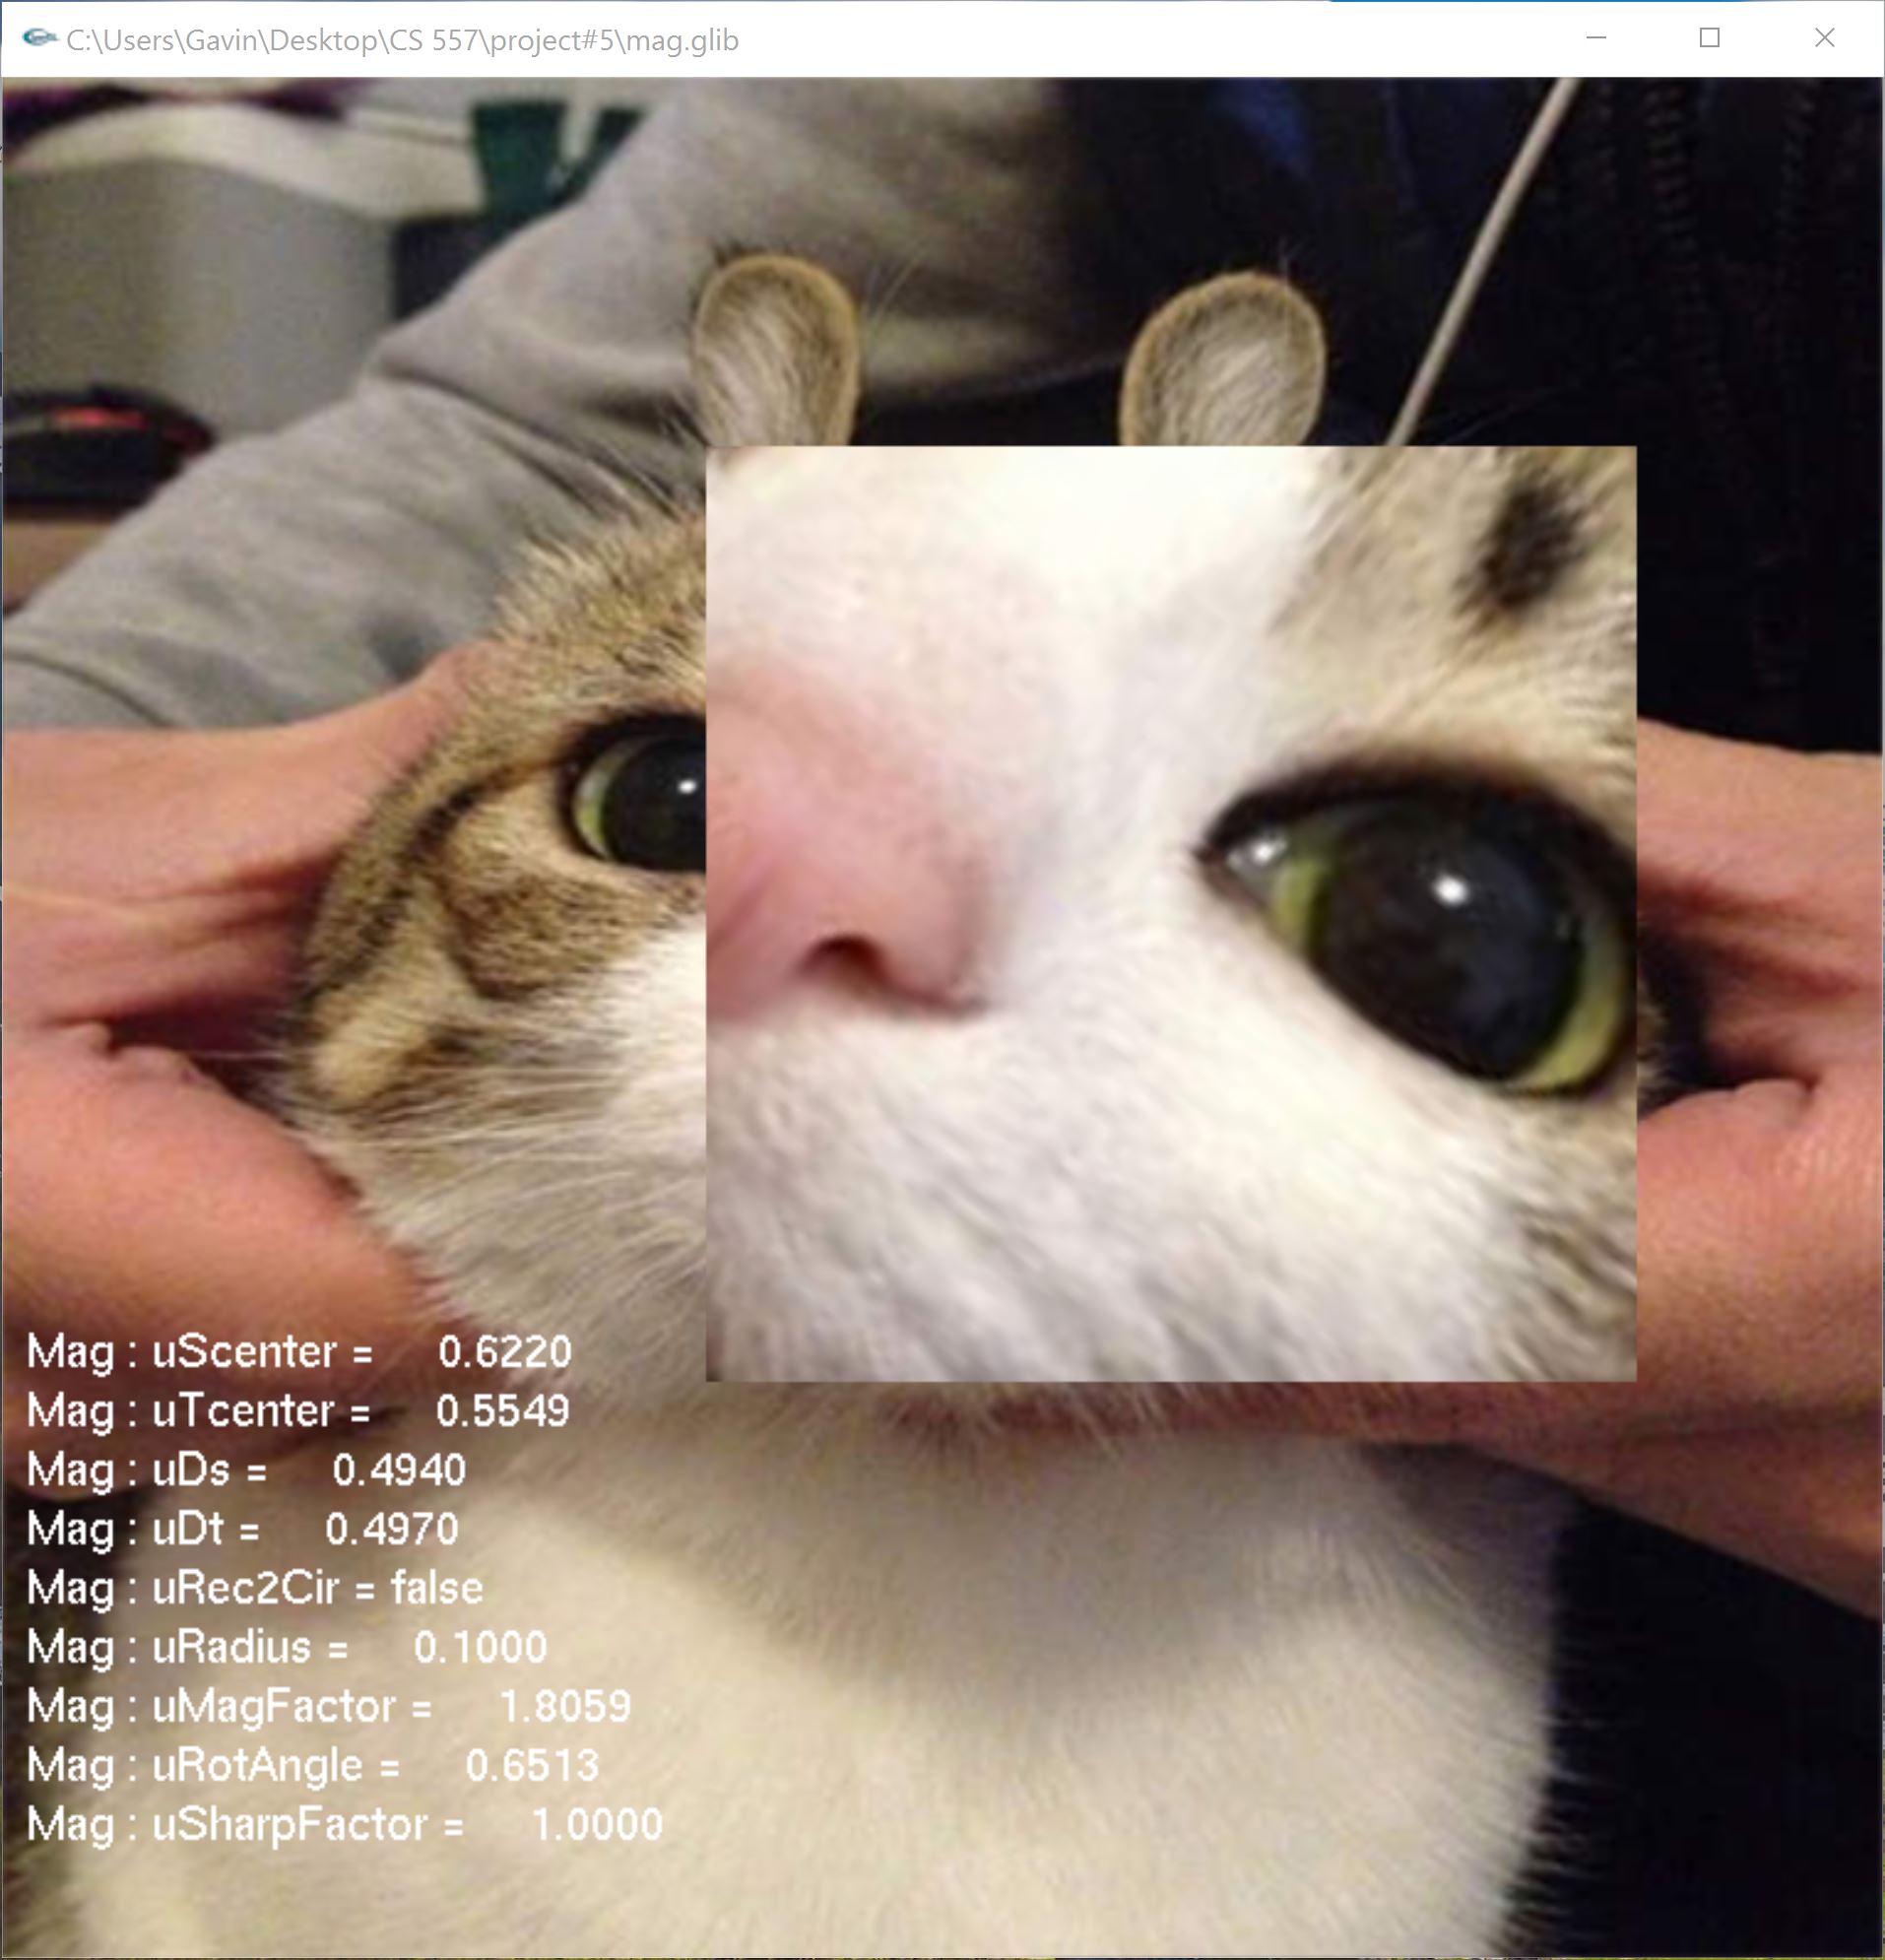 C:\Users\Gavin\Desktop\CS 557\project#5\mag.glib
Mag : uScenter = 0.6220
Mag : uTcenter = 0.5549
Mag : uDs = 0.4940
Mag : uDt = 0.4970
Mag : uRec2Cir = false
Mag : uRadius = 0.1000
Mag : uMagFactor = 1.8059
Mag : uRotAngle = 0.6513
Mag : uSharpFactor = 1.0000